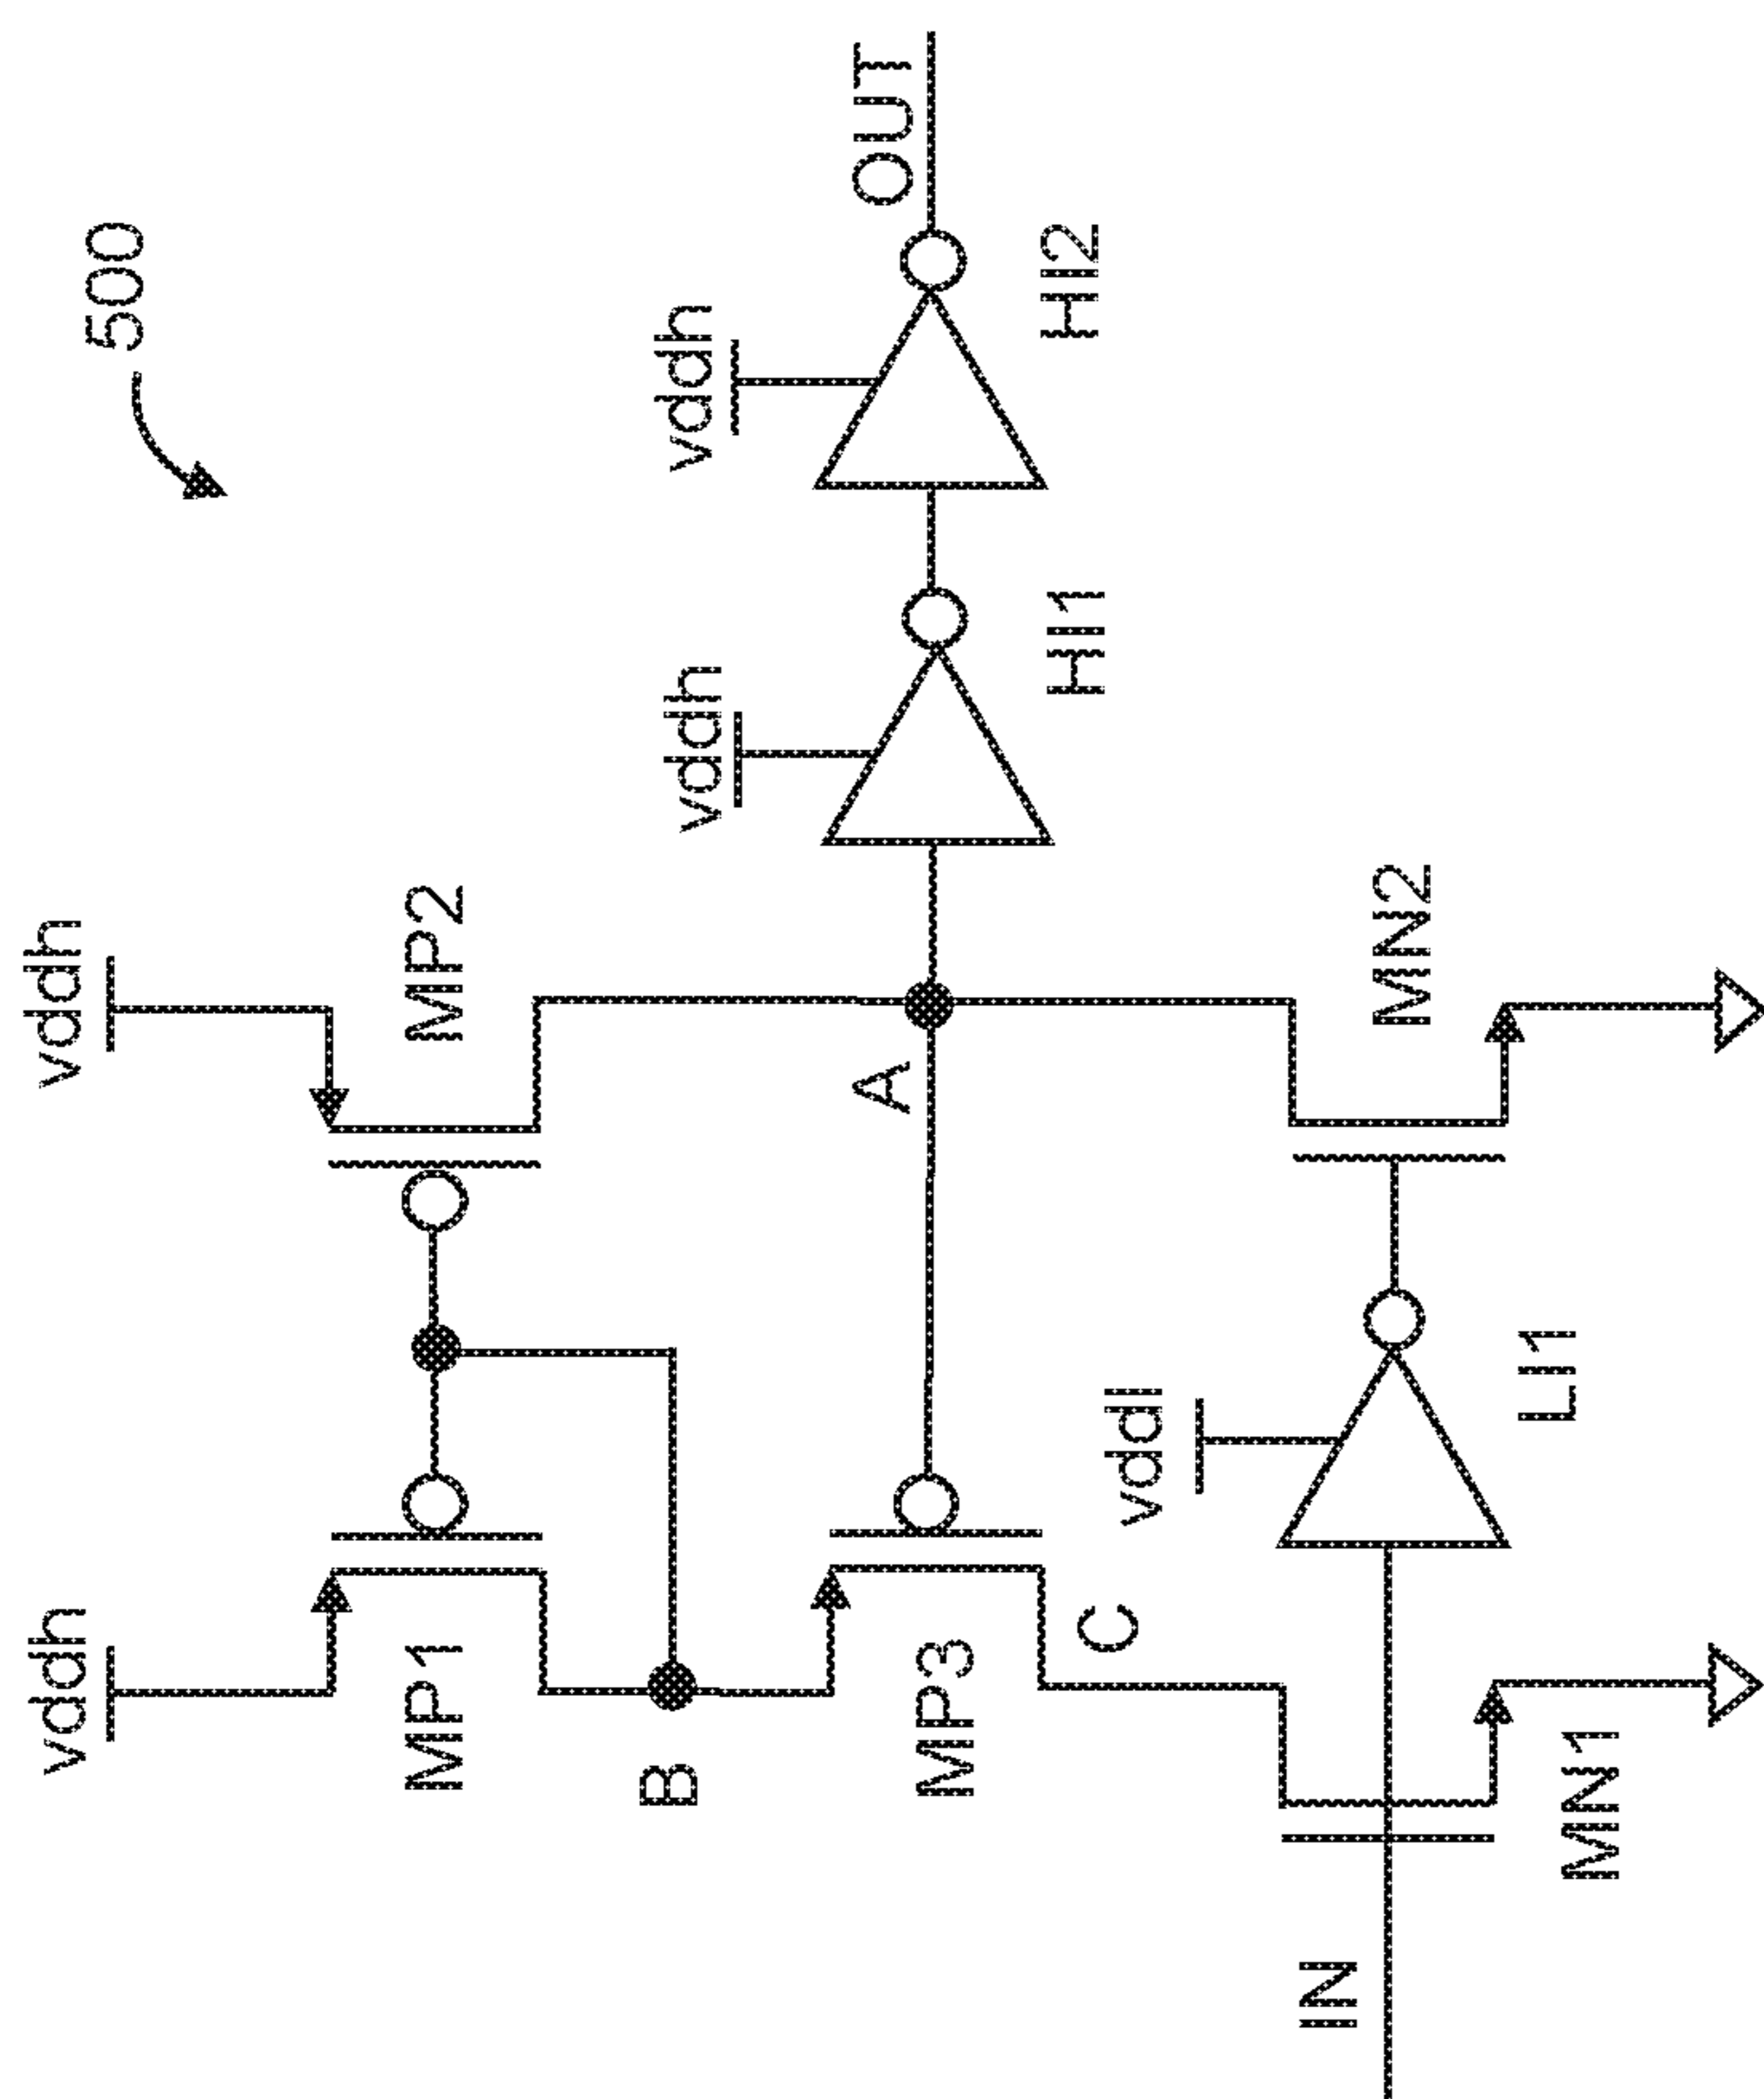 500
vddh
vddh
MP1
MP2
B
vddh
vddh
OUT
A
MP3
HI1
HI2
C
vddl
IN
MN1
LI1
MN2